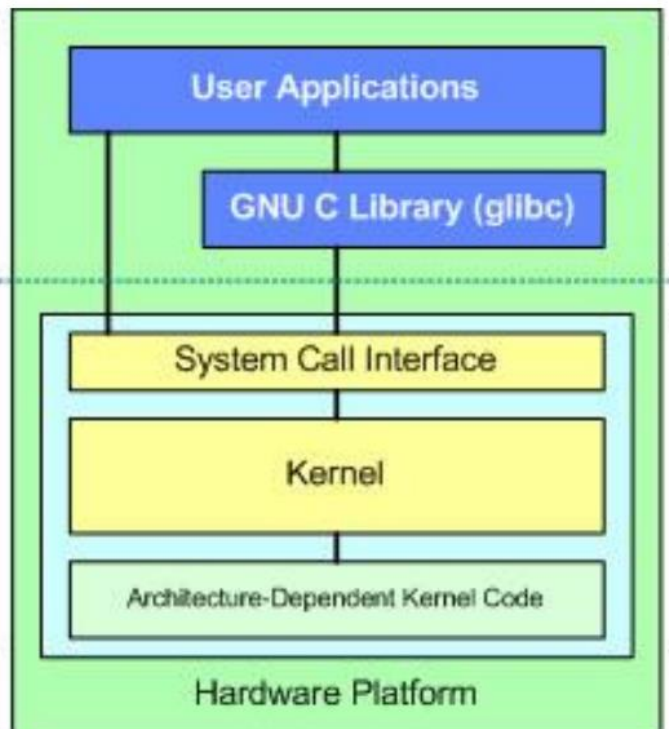 User Applications
GNU C Library (glibc)
System Call Interface
Kernel
Architecture-Dependent Kernel Code
Hardware Platform